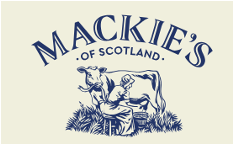 MACKIE'S
· OF SCOTLAND ·